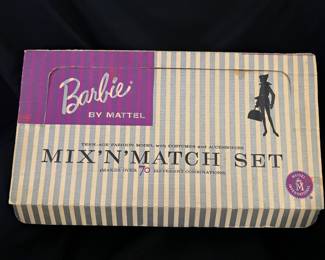 Barbie
BY MATTEL
TEEN-AGE FASHION MODEL WITH COSTUMES AND ACCESSORIES
MIX'N'MATCH SET
(MAKES OVER 70 DIFFERENT COMBINATIONS)
MATTEL
M